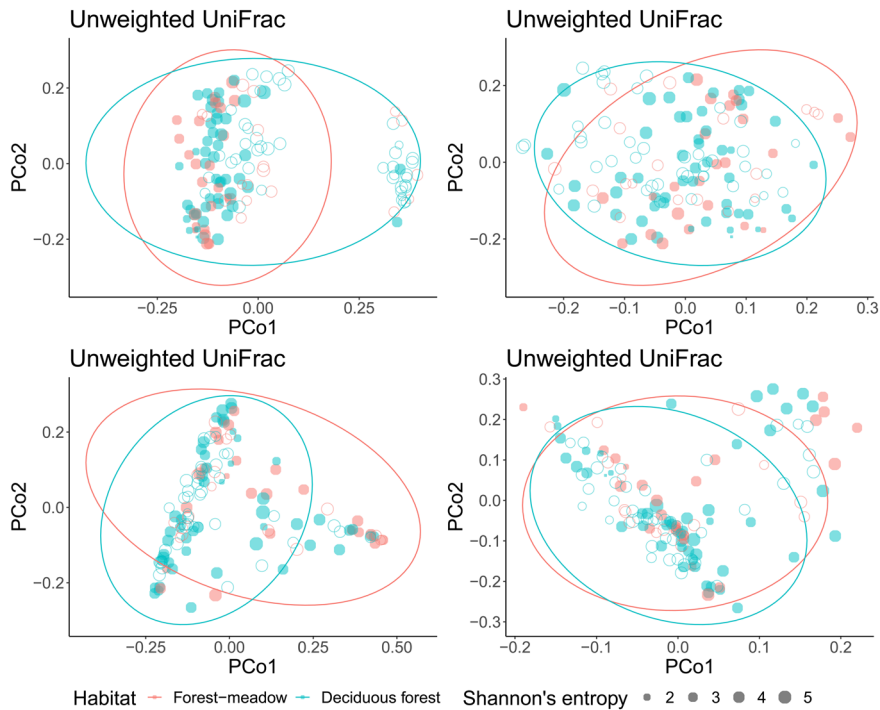 Unweighted UniFrac
Unweighted UniFrac
PCo2
0.2
0.0
−0.2
−0.25
0.00
0.25
PCo1
PCo2
0.2
0.0
−0.2
−0.2
−0.1
0.0
0.1
0.2
0.3
PCo1
Unweighted UniFrac
Unweighted UniFrac
PCo2
0.2
0.0
−0.2
−0.25
0.00
0.25
0.50
PCo1
PCo2
0.3
0.2
0.1
0.0
−0.1
−0.2
−0.3
−0.2
−0.1
0.0
0.1
0.2
PCo1
Habitat Forest−meadow Deciduous forest Shannon's entropy 2 3 4 5